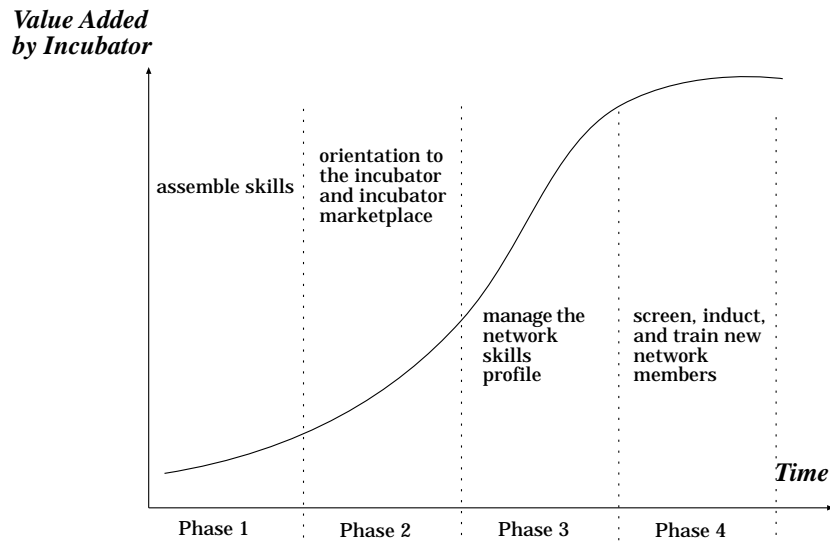 Value Added
by Incubator
assemble skills
orientation to
the incubator
and incubator
marketplace
manage the
network
skills
profile
screen, induct,
and train new
network
members
Time
Phase 1
Phase 2
Phase 3
Phase 4